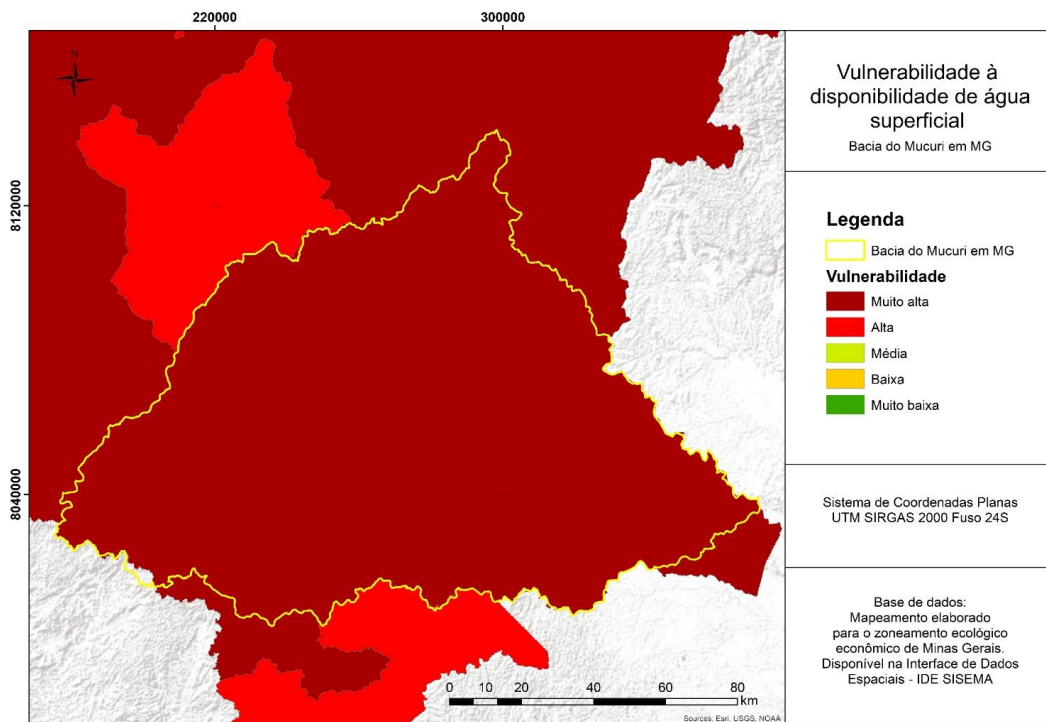 220000
300000
N
8120000
8040000
0 10 20 40 60 80
km
Sources: Esri, USGS, NOAA
Vulnerabilidade à
disponibilidade de água
superficial
Bacia do Mucuri em MG
Legenda
Bacia do Mucuri em MG
Vulnerabilidade
Muito alta
Alta
Média
Baixa
Muito baixa
Sistema de Coordenadas Planas
UTM SIRGAS 2000 Fuso 24S
Base de dados:
Mapeamento elaborado
para o zoneamento ecológico
econômico de Minas Gerais.
Disponível na Interface de Dados
Espaciais - IDE SISEMA